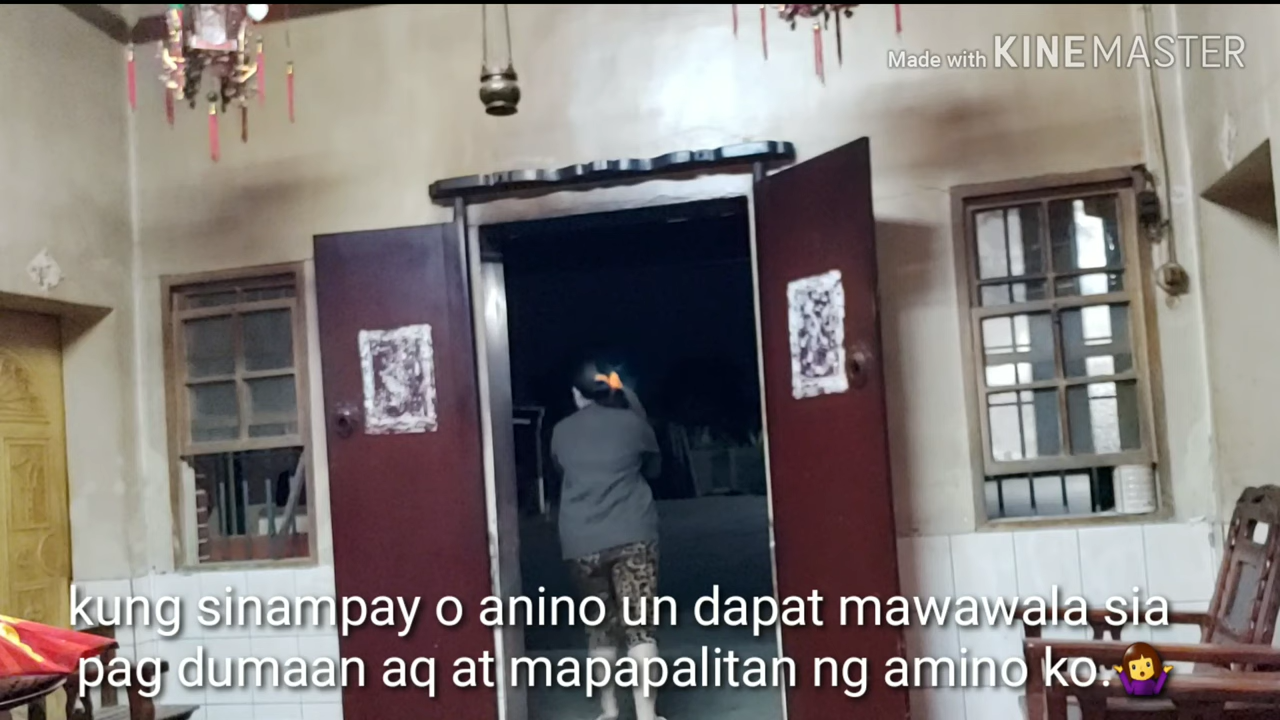 Made with KINEMASTER
kung sinampay o anino un dapat mawawala sia
pag dumaan aq at mapapalitan ng amino ko.🤷‍♀️